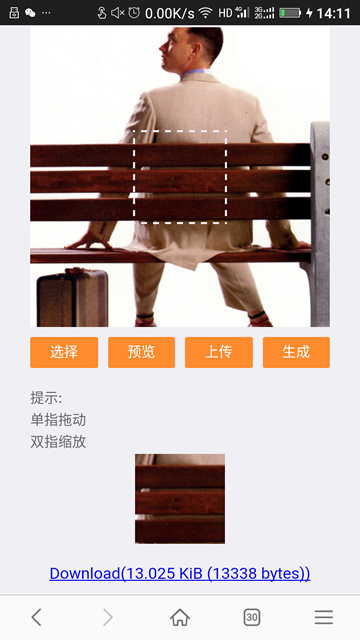 0.00K/s HD 4G 3G 2G 14:11
选择 预览 上传 生成
提示:
单指拖动
双指缩放
Download(13.025 KiB (13338 bytes))
30